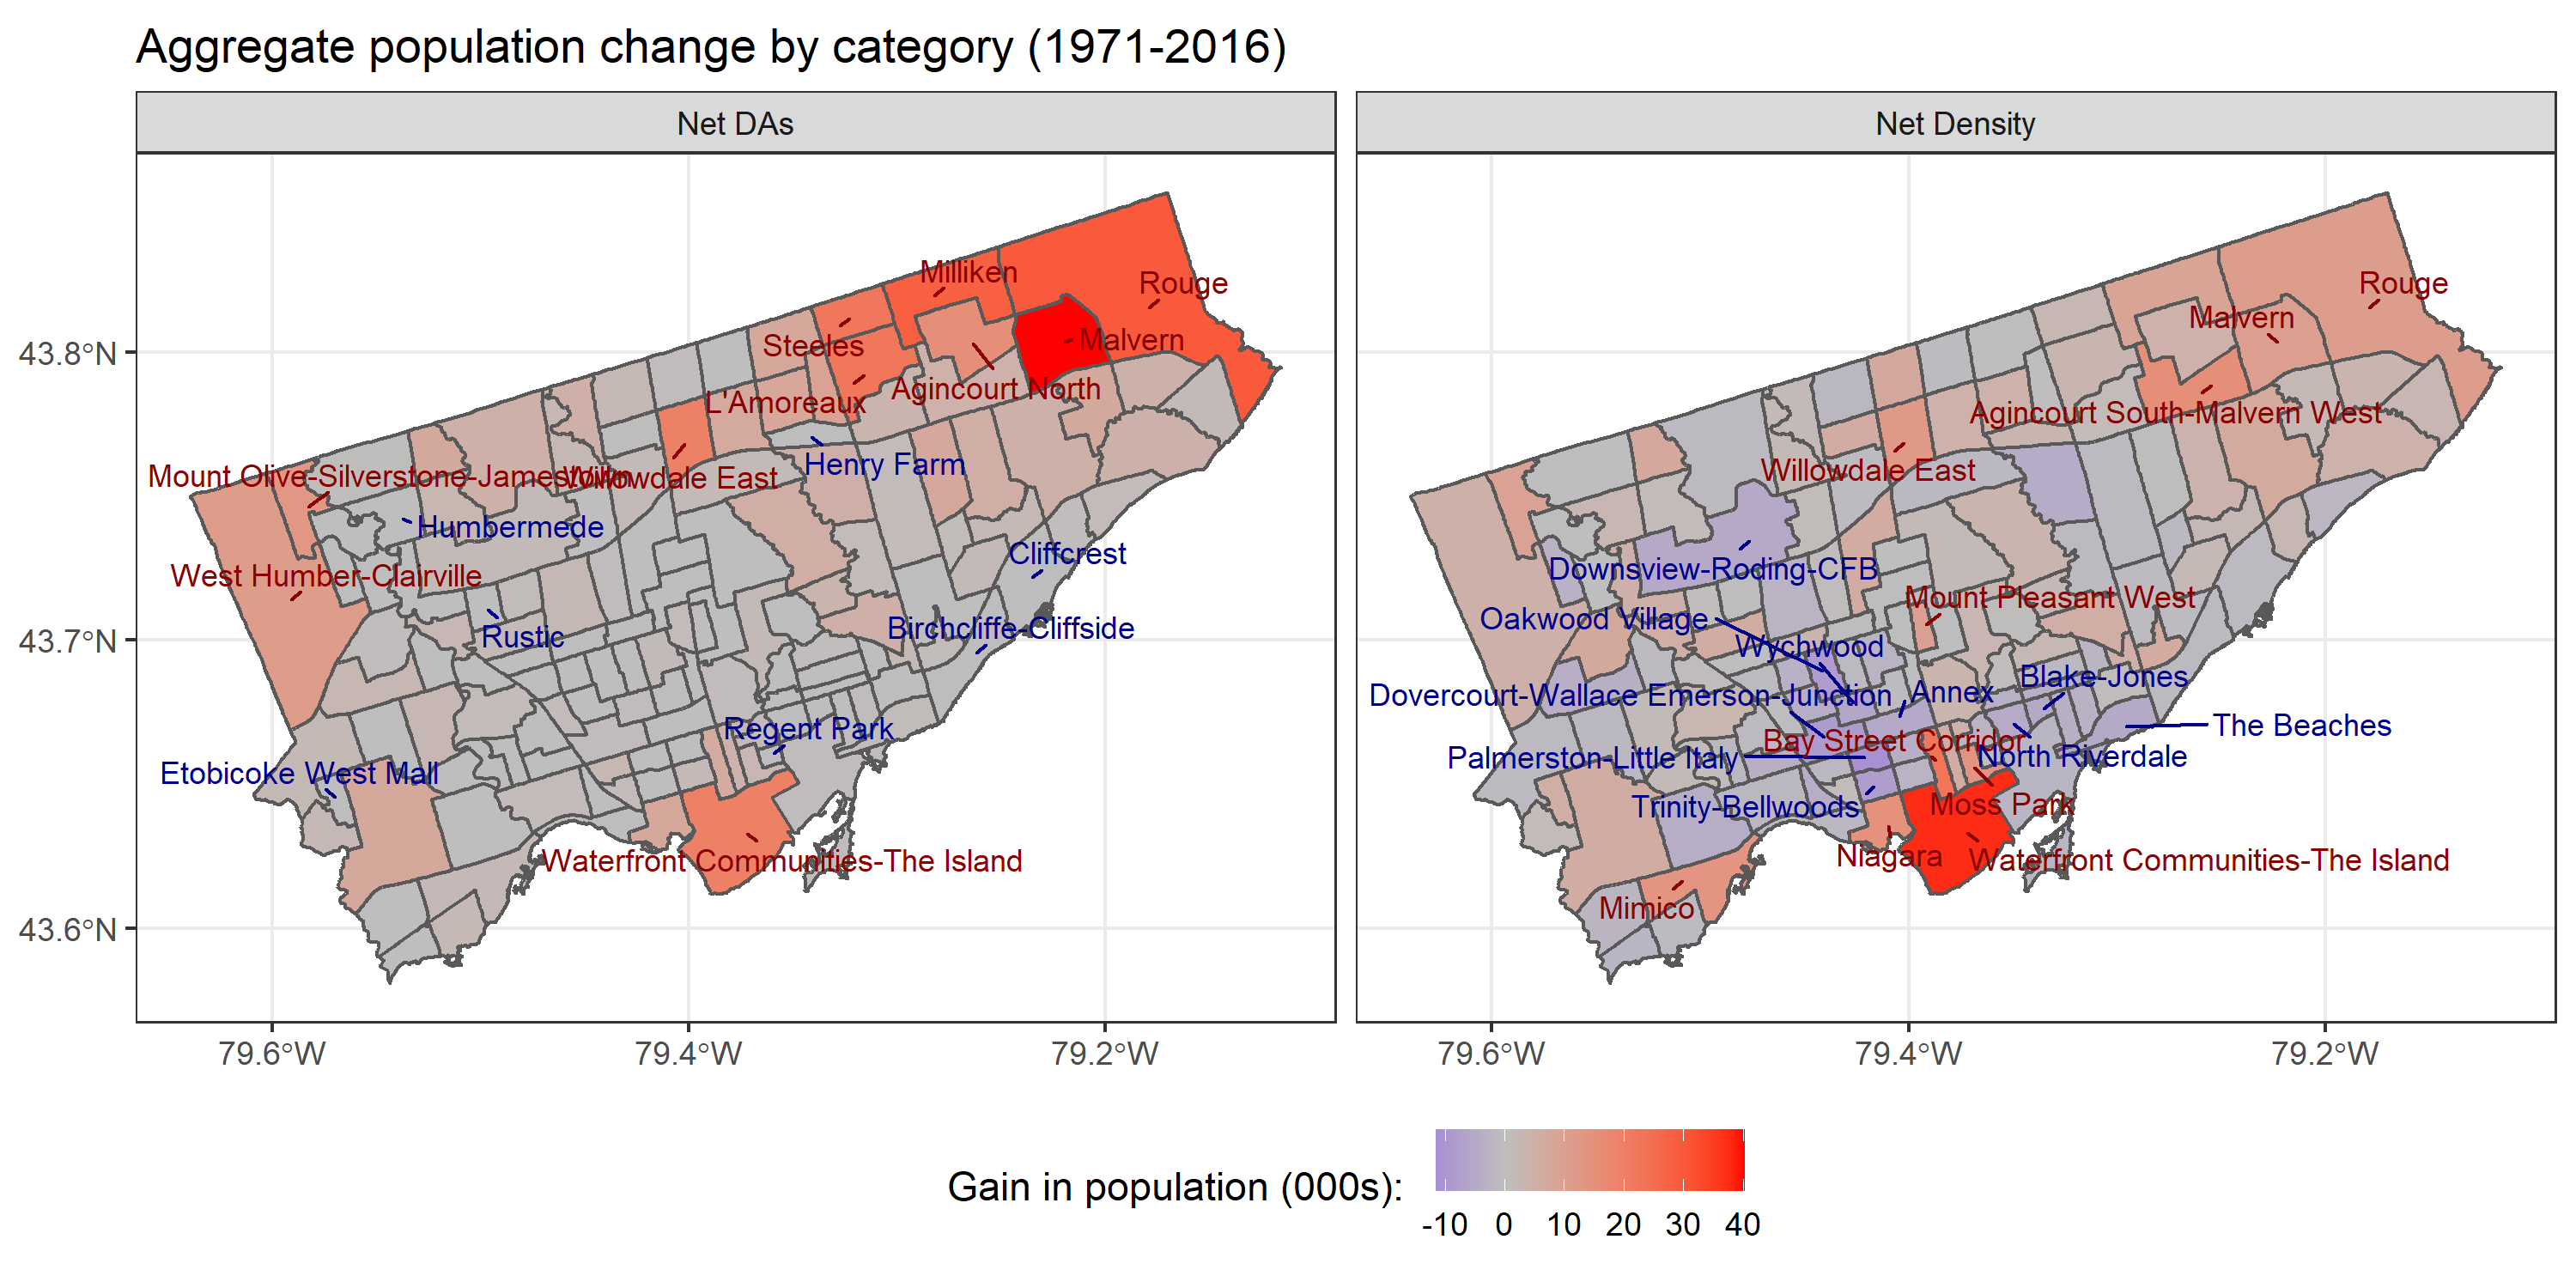 Aggregate population change by category (1971-2016)
Net DAs
Net Density
Milliken
Rouge
Steeles
Malvern
Agincourt North
L'Amoreaux
Henry Farm
Mount Olive-Silverstone-Jamestown
Willowdale East
Humbermede
Cliffcrest
West Humber-Clairville
Rustic
Birchcliffe-Cliffside
Regent Park
Etobicoke West Mall
Waterfront Communities-The Island
Rouge
Malvern
Agincourt South-Malvern West
Willowdale East
Downsview-Roding-CFB
Mount Pleasant West
Oakwood Village
Wychwood
Blake-Jones
Dovercourt-Wallace Emerson-Junction
Annex
The Beaches
Bay Street Corridor
North Riverdale
Palmerston-Little Italy
Trinity-Bellwoods
Moss Park
Niagara
Waterfront Communities-The Island
Mimico
43.8°N
43.7°N
43.6°N
79.6°W 79.4°W 79.2°W
79.6°W 79.4°W 79.2°W
Gain in population (000s):
-10 0 10 20 30 40